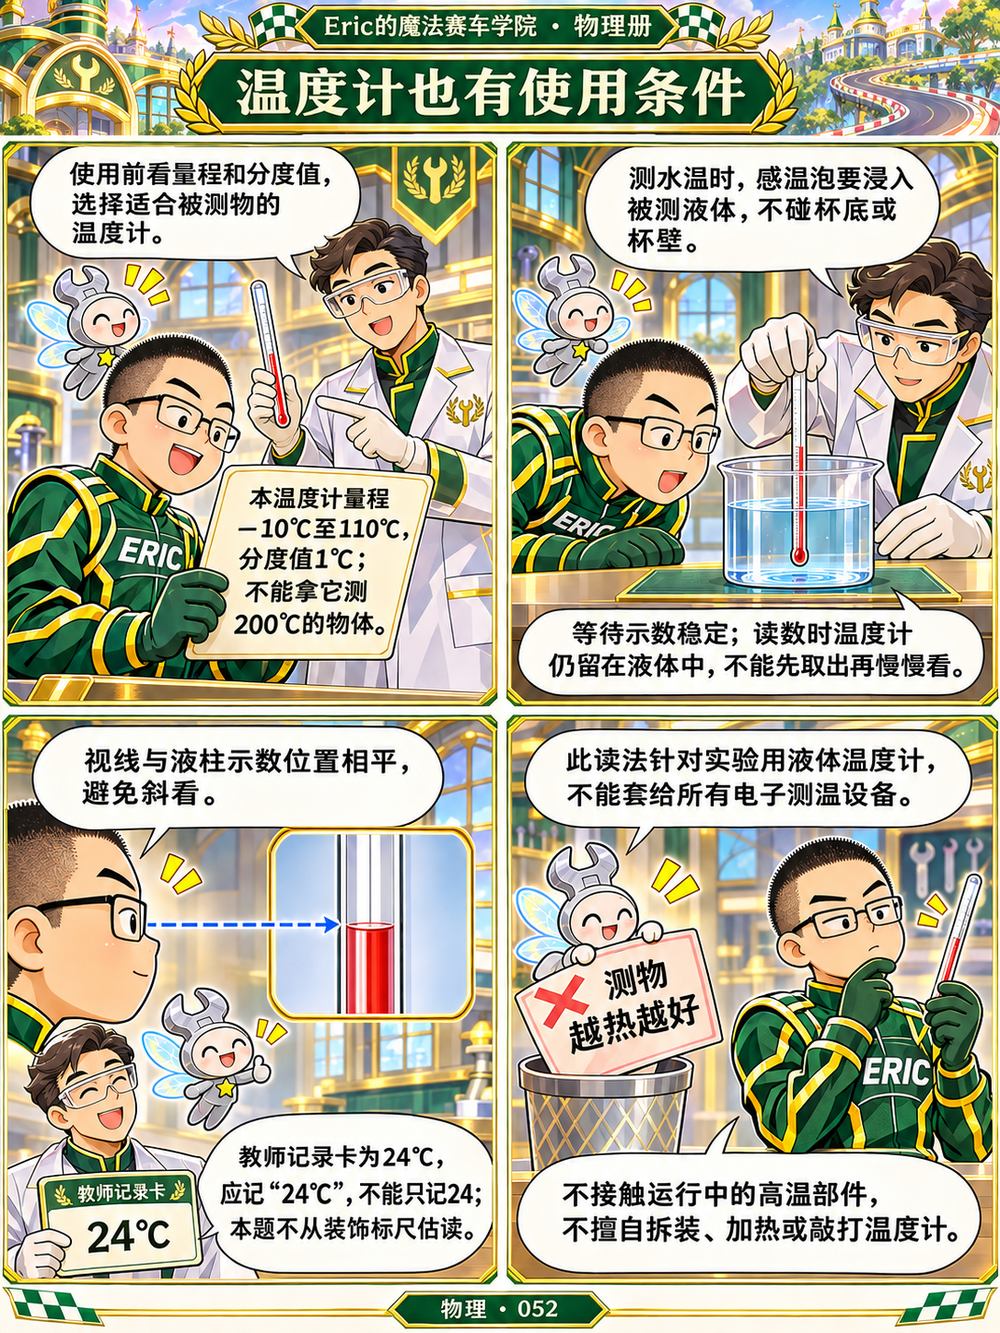 Eric的魔法赛车学院 · 物理册
温度计也有使用条件
使用前看量程和分度值，
选择适合被测物的
温度计。
本温度计量程
－10℃至110℃，
分度值1℃；
不能拿它测
200℃的物体。
ERIC
测水温时，感温泡要浸入
被测液体，不碰杯底或
杯壁。
ERIC
等待示数稳定；读数时温度计
仍留在液体中，不能先取出再慢慢看。
视线与液柱示数位置相平，
避免斜看。
教师记录卡为24℃，
应记“24℃”，不能只记24；
本题不从装饰标尺估读。
教师记录卡
24℃
此读法针对实验用液体温度计，
不能套给所有电子测温设备。
测物
越热越好
ERIC
不接触运行中的高温部件，
不擅自拆装、加热或敲打温度计。
物理 · 052